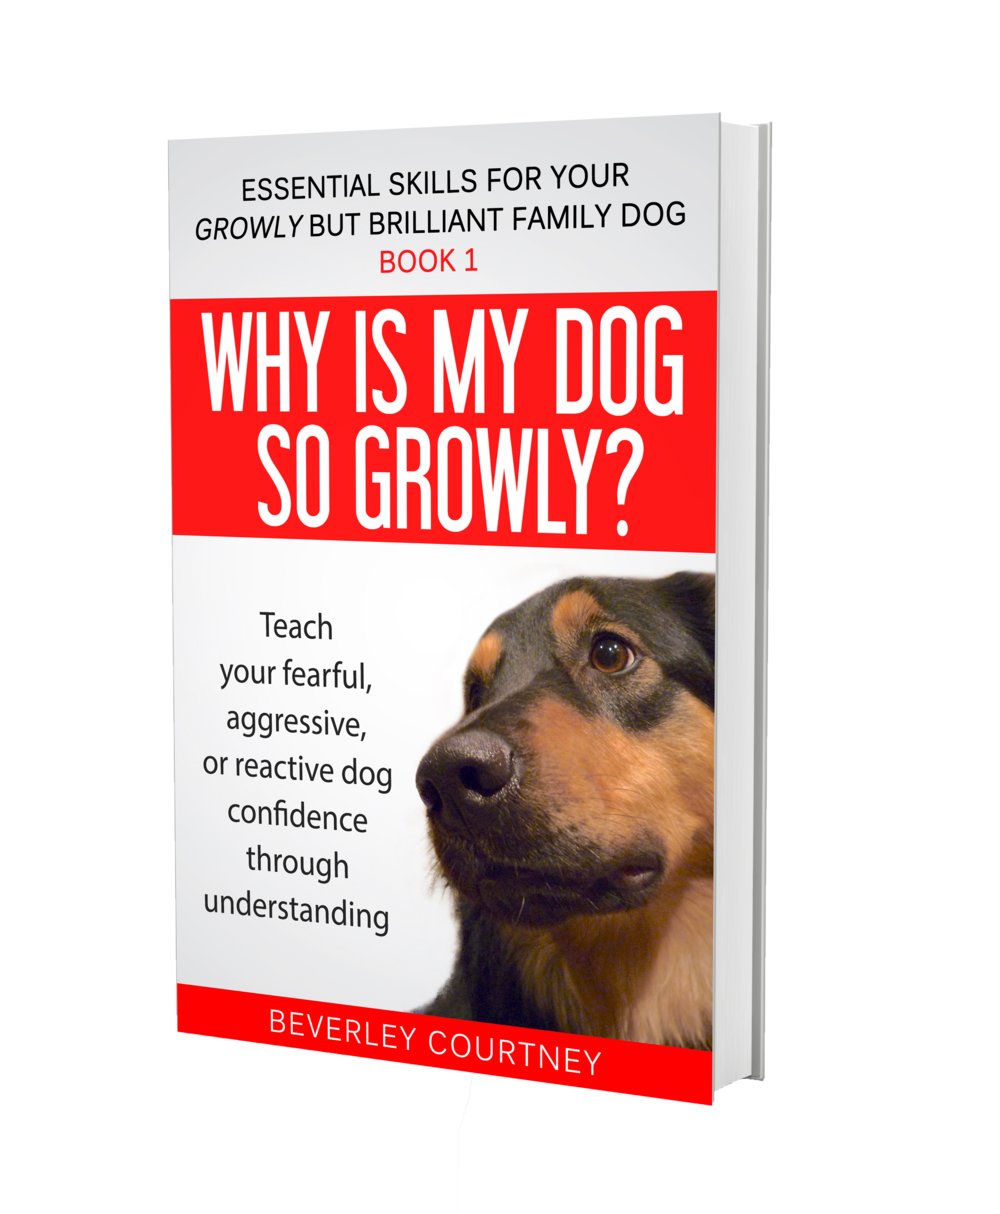 ESSENTIAL SKILLS FOR YOUR
GROWLY BUT BRILLIANT FAMILY DOG
BOOK 1
WHY IS MY DOG
SO GROWLY?
Teach
your fearful,
aggressive,
or reactive dog
confidence
through
understanding
BEVERLEY COURTNEY